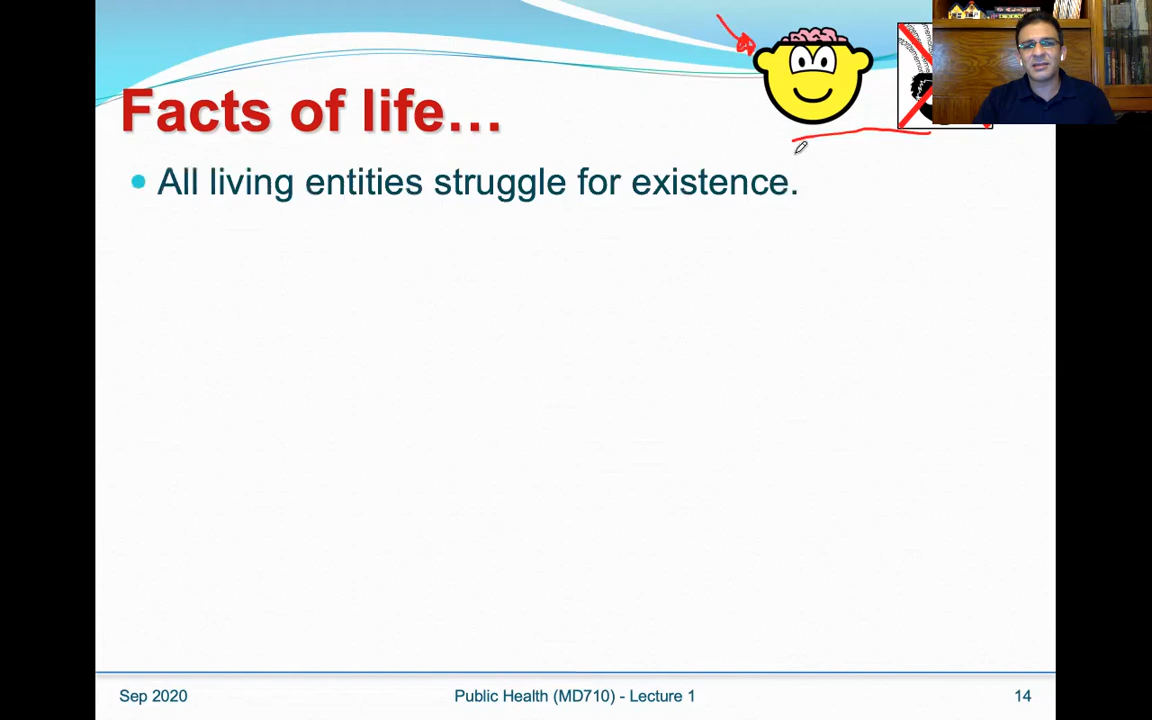 Facts of life…
All living entities struggle for existence.
Sep 2020
Public Health (MD710) - Lecture 1
14